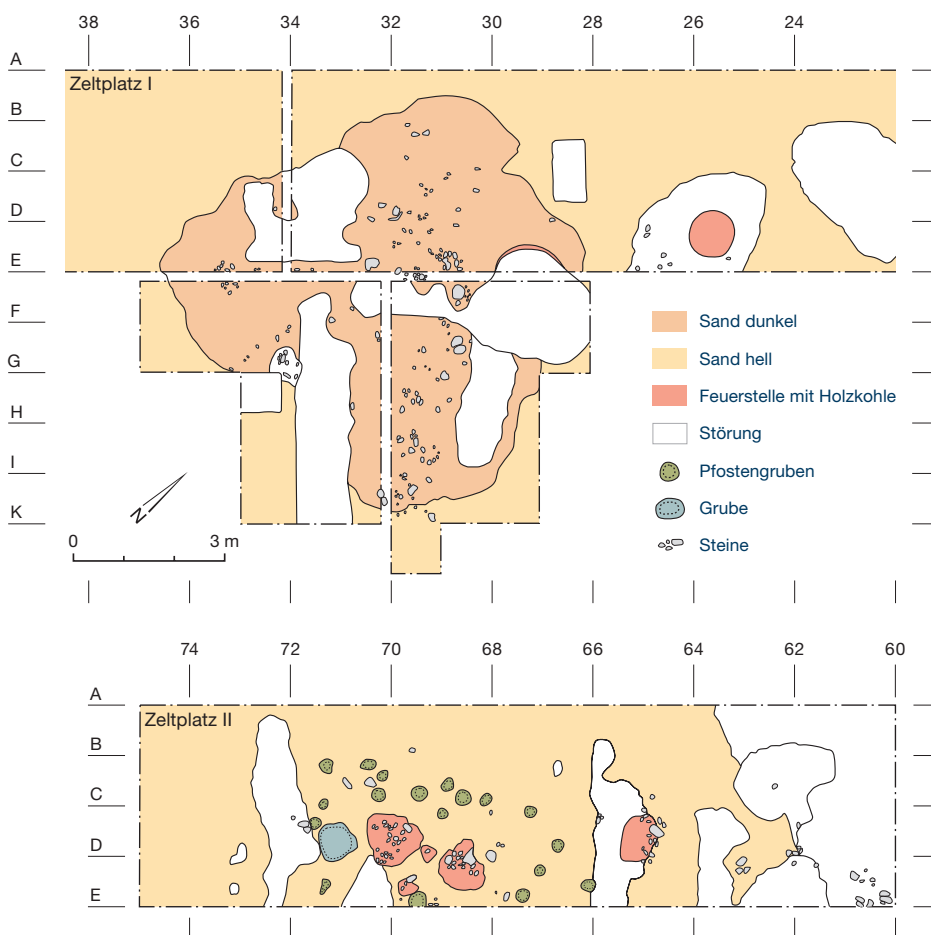 38 36 34 32 30 28 26 24
A
Zeltplatz I
B
C
D
E
F
G
H
I
K
Sand dunkel
Sand hell
Feuerstelle mit Holzkohle
Störung
Pfostengruben
Grube
Steine
N
0 3 m
74 72 70 68 66 64 62 60
A
Zeltplatz II
B
C
D
E